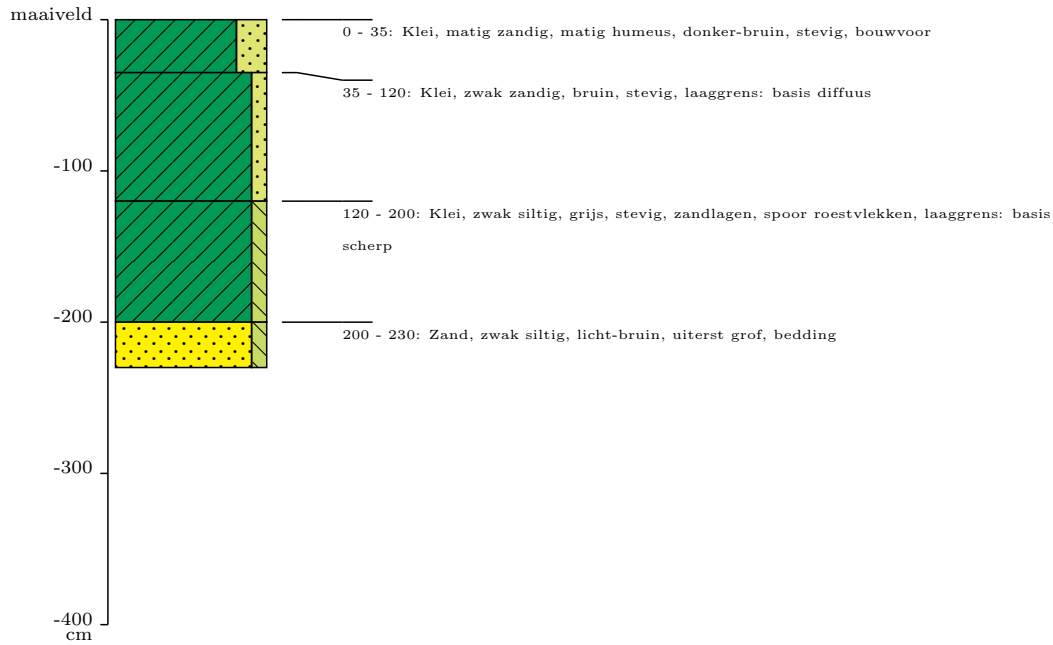 maaiveld
0 - 35: Klei, matig zandig, matig humeus, donker-bruin, stevig, bouwvoor
35 - 120: Klei, zwak zandig, bruin, stevig, laaggrens: basis diffuus
-100
120 - 200: Klei, zwak siltig, grijs, stevig, zandlagen, spoor roestvlekken, laaggrens: basis
scherp
-200
200 - 230: Zand, zwak siltig, licht-bruin, uiterst grof, bedding
-300
-400
cm